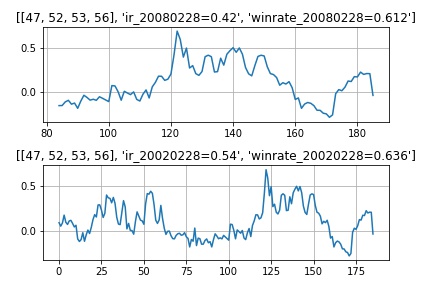 [[47, 52, 53, 56], 'ir_20080228=0.42', 'winrate_20080228=0.612']
0.5
0.0
80 100 120 140 160 180
[[47, 52, 53, 56], 'ir_20020228=0.54', 'winrate_20020228=0.636']
0.5
0.0
0 25 50 75 100 125 150 175